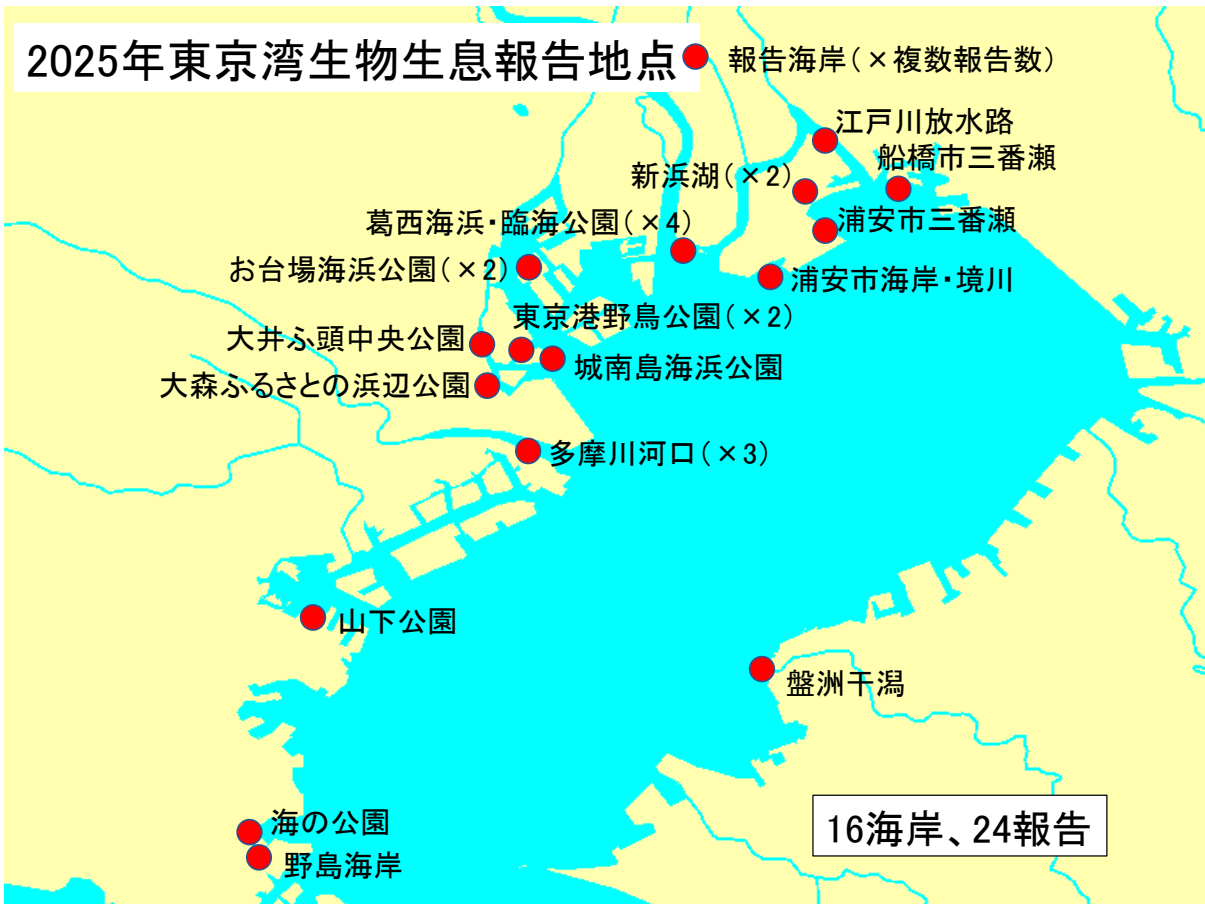 2025年東京湾生物生息報告地点
報告海岸(×複数報告数)
江戸川放水路
船橋市三番瀬
新浜湖(×2)
葛西海浜・臨海公園(×4)
浦安市三番瀬
お台場海浜公園(×2)
浦安市海岸・境川
東京港野鳥公園(×2)
大井ふ頭中央公園
城南島海浜公園
大森ふるさとの浜辺公園
多摩川河口(×3)
山下公園
盤洲干潟
海の公園
野島海岸
16海岸、24報告